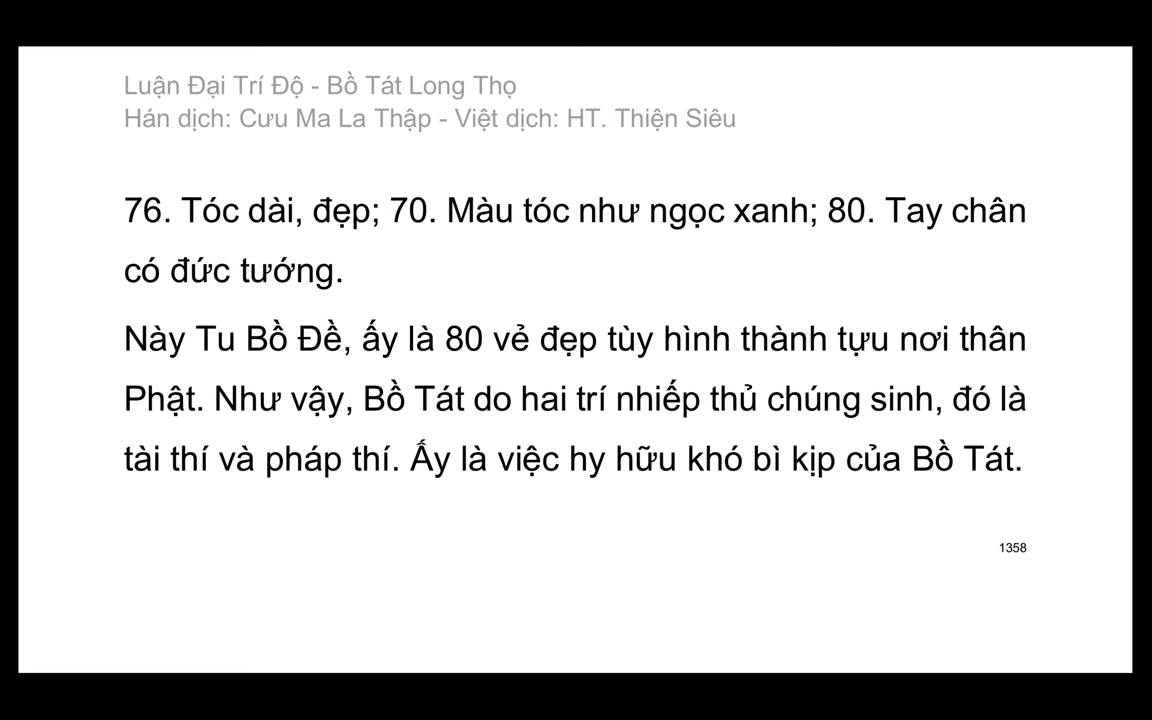 Luận Đại Trí Độ - Bồ Tát Long Thọ
Hán dịch: Cưu Ma La Thập - Việt dịch: HT. Thiện Siêu
76. Tóc dài, đẹp; 70. Màu tóc như ngọc xanh; 80. Tay chân
có đức tướng.
Này Tu Bồ Đề, ấy là 80 vẻ đẹp tùy hình thành tựu nơi thân
Phật. Như vậy, Bồ Tát do hai trí nhiếp thủ chúng sinh, đó là
tài thí và pháp thí. Ấy là việc hy hữu khó bì kịp của Bồ Tát.
1358